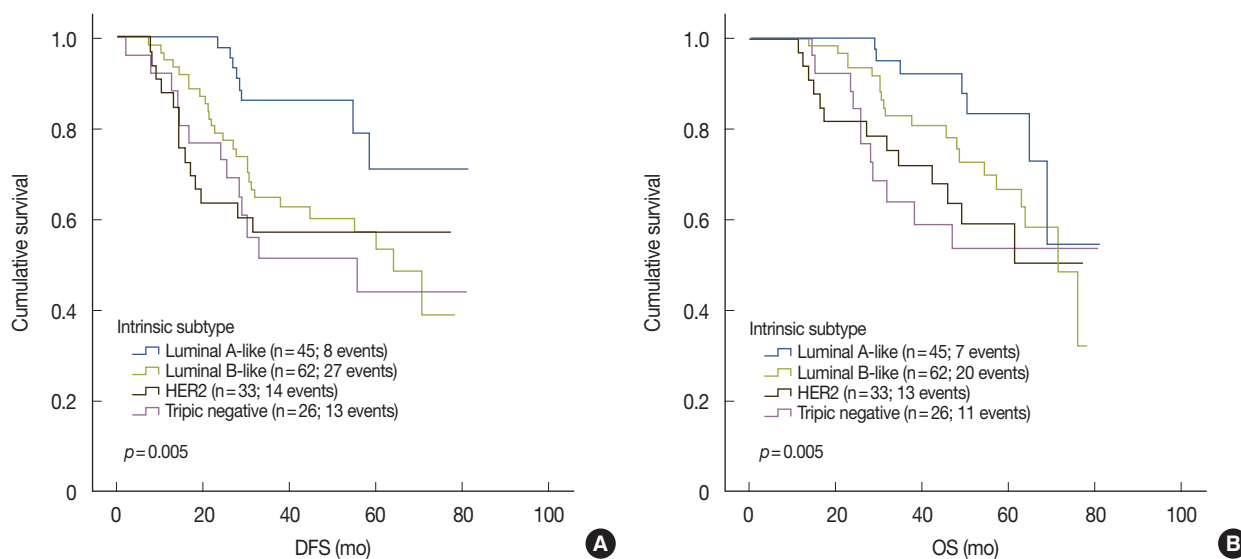 1.0
0.8
0.6
0.4
0.2
0
Cumulative survival
Intrinsic subtype
Luminal A-like (n=45; 8 events)
Luminal B-like (n=62; 27 events)
HER2 (n=33; 14 events)
Tripic negative (n=26; 13 events)
p=0.005
0 20 40 60 80 100
DFS (mo)
A
1.0
0.8
0.6
0.4
0.2
0
Cumulative survival
Intrinsic subtype
Luminal A-like (n=45; 7 events)
Luminal B-like (n=62; 20 events)
HER2 (n=33; 13 events)
Tripic negative (n=26; 11 events)
p=0.005
0 20 40 60 80 100
OS (mo)
B